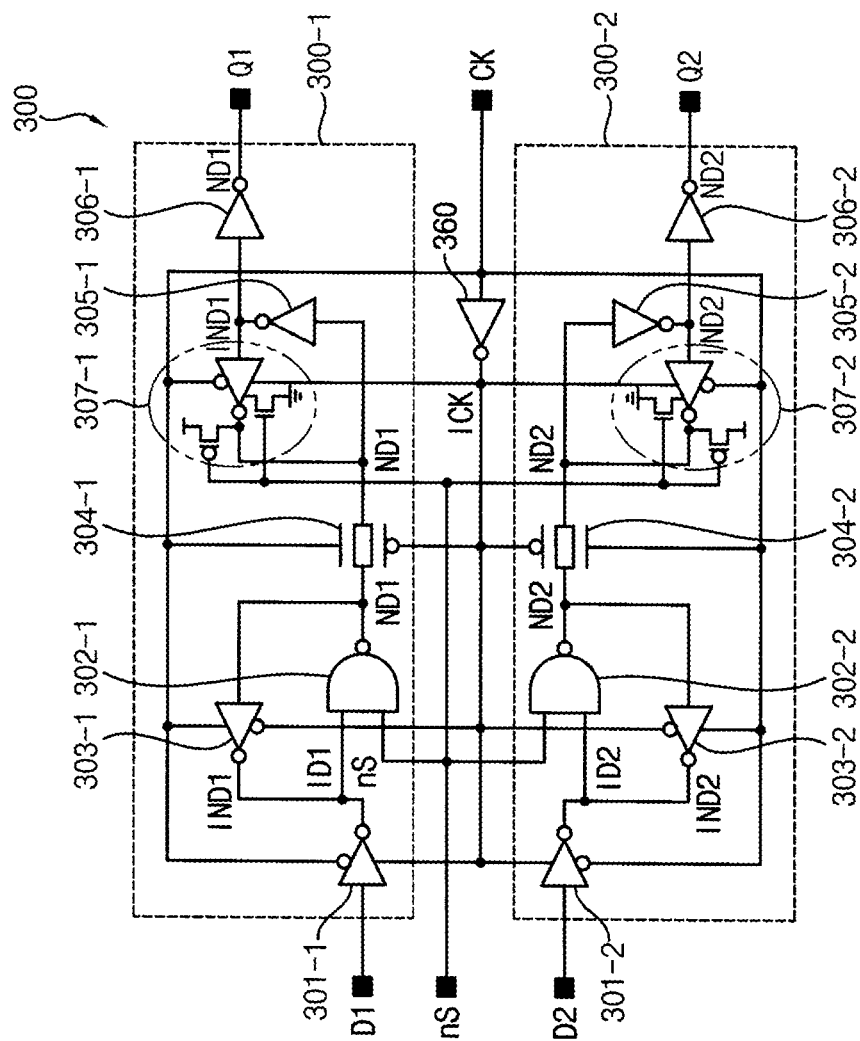 300
306-1
305-1
307-1
304-1
302-1
303-1
300-1
Q1
ND1
IND1
ND1
ND1
IND1
ID1
nS
301-1
D1
nS
CK
360
ICK
300-2
Q2
ND2
IND2
ND2
ND2
ID2
IND2
D2
301-2
306-2
305-2
307-2
304-2
302-2
303-2